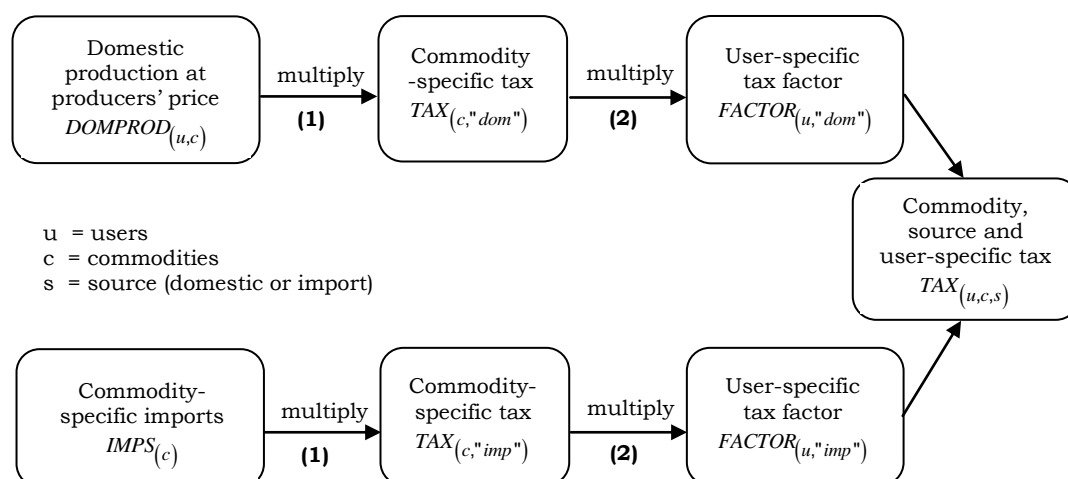 Domestic
production at
producers’ price
DOMPROD(u,c)
multiply
(1)
Commodity
-specific tax
TAX(c,"dom")
multiply
(2)
User-specific
tax factor
FACTOR(u,"dom")
Commodity,
source and
user-specific tax
TAX(u,c,s)
u = users
c = commodities
s = source (domestic or import)
Commodity-
specific imports
IMPS(c)
multiply
(1)
Commodity-
specific tax
TAX(c,"imp")
multiply
(2)
User-specific
tax factor
FACTOR(u,"imp")